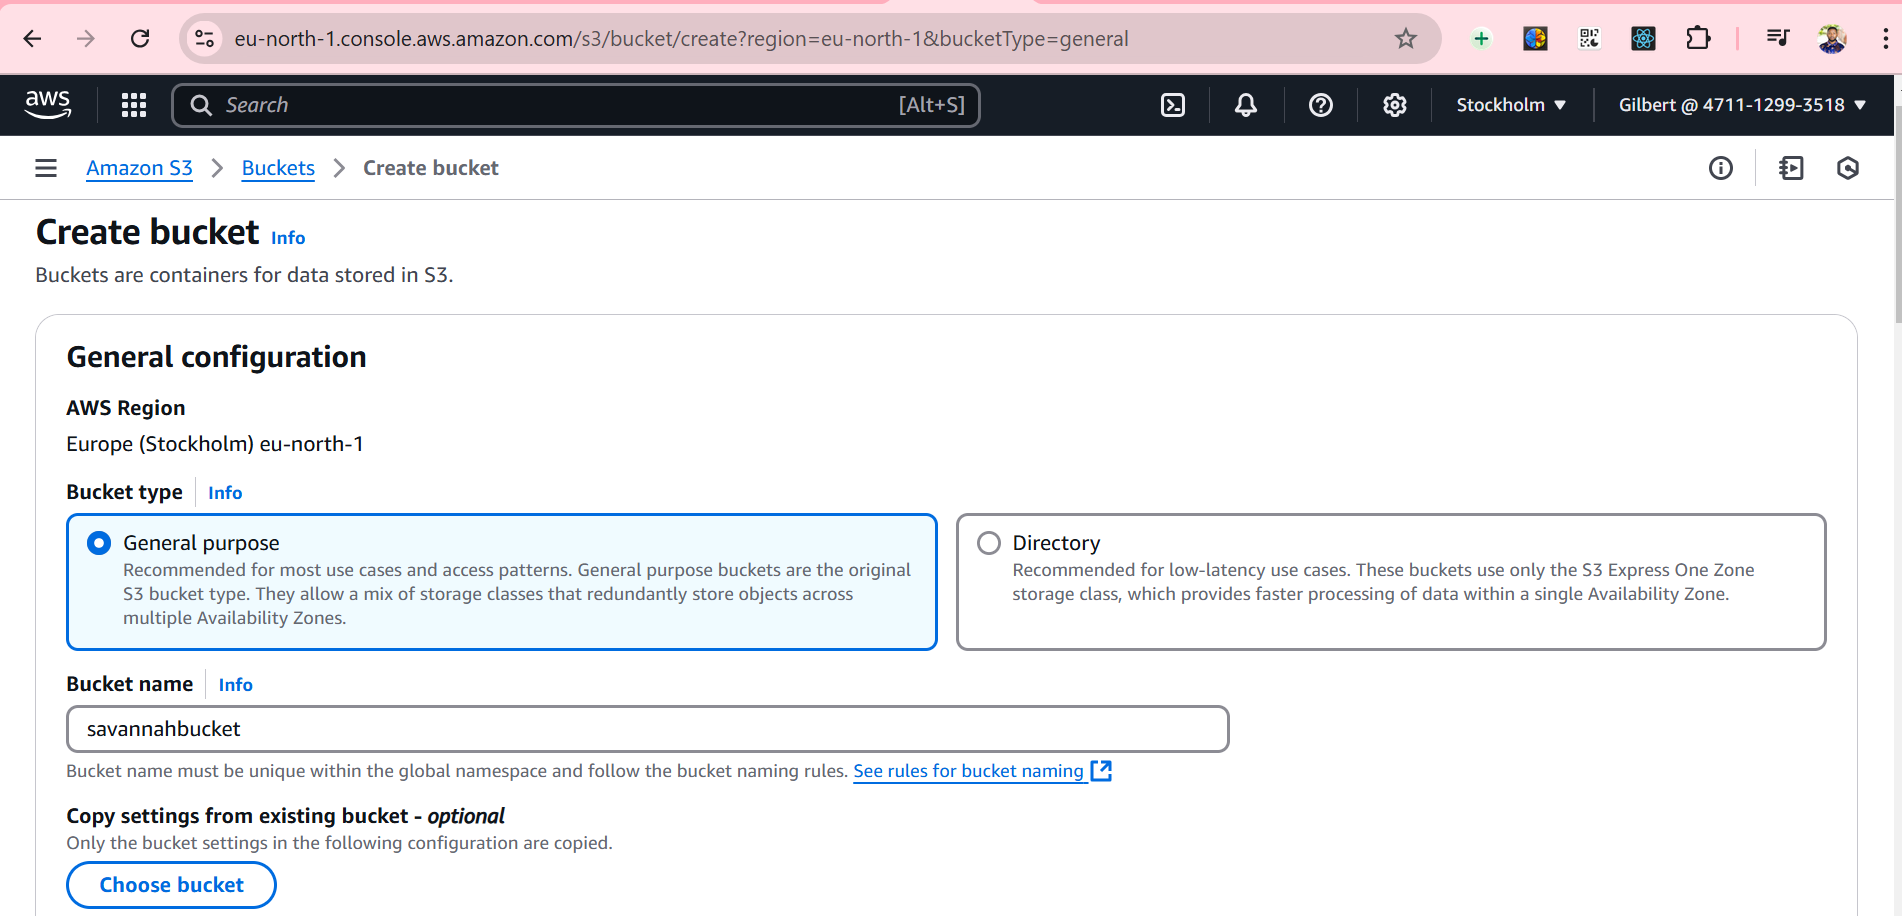 eu-north-1.console.aws.amazon.com/s3/bucket/create?region=eu-north-1&bucketType=general
aws
Search
[Alt+S]
Stockholm
Gilbert @ 4711-1299-3518
Amazon S3
Buckets
Create bucket
Create bucket Info
Buckets are containers for data stored in S3.
General configuration
AWS Region
Europe (Stockholm) eu-north-1
Bucket type Info
General purpose
Recommended for most use cases and access patterns. General purpose buckets are the original
S3 bucket type. They allow a mix of storage classes that redundantly store objects across
multiple Availability Zones.
Directory
Recommended for low-latency use cases. These buckets use only the S3 Express One Zone
storage class, which provides faster processing of data within a single Availability Zone.
Bucket name Info
savannahbucket
Bucket name must be unique within the global namespace and follow the bucket naming rules. See rules for bucket naming
Copy settings from existing bucket - optional
Only the bucket settings in the following configuration are copied.
Choose bucket